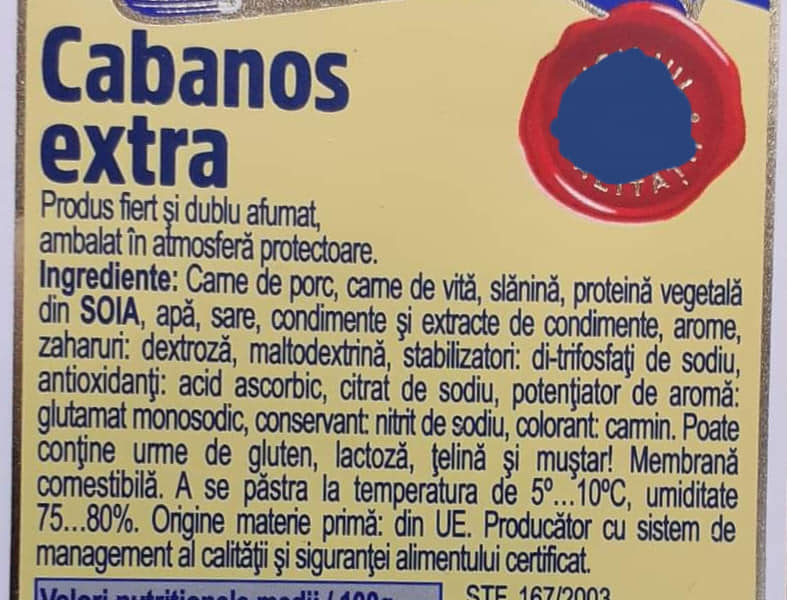 Cabanos
extra
Produs fiert şi dublu afumat,
ambalat în atmosferă protectoare.
Ingrediente: Carne de porc, carne de vită, slănină, proteină vegetală
din SOIA, apă, sare, condimente şi extracte de condimente, arome,
zaharuri: dextroză, maltodextrină, stabilizatori: di-trifosfaţi de sodiu,
antioxidanţi: acid ascorbic, citrat de sodiu, potenţiator de aromă:
glutamat monosodic, conservant: nitrit de sodiu, colorant: carmin. Poate
conţine urme de gluten, lactoză, ţelină şi muştar! Membrană
comestibilă. A se păstra la temperatura de 5º...10ºC, umiditate
75...80%. Origine materie primă: din UE. Producător cu sistem de
management al calităţii şi siguranţei alimentului certificat.
Valori nutriţionale medii / 100g
STF 167/2003